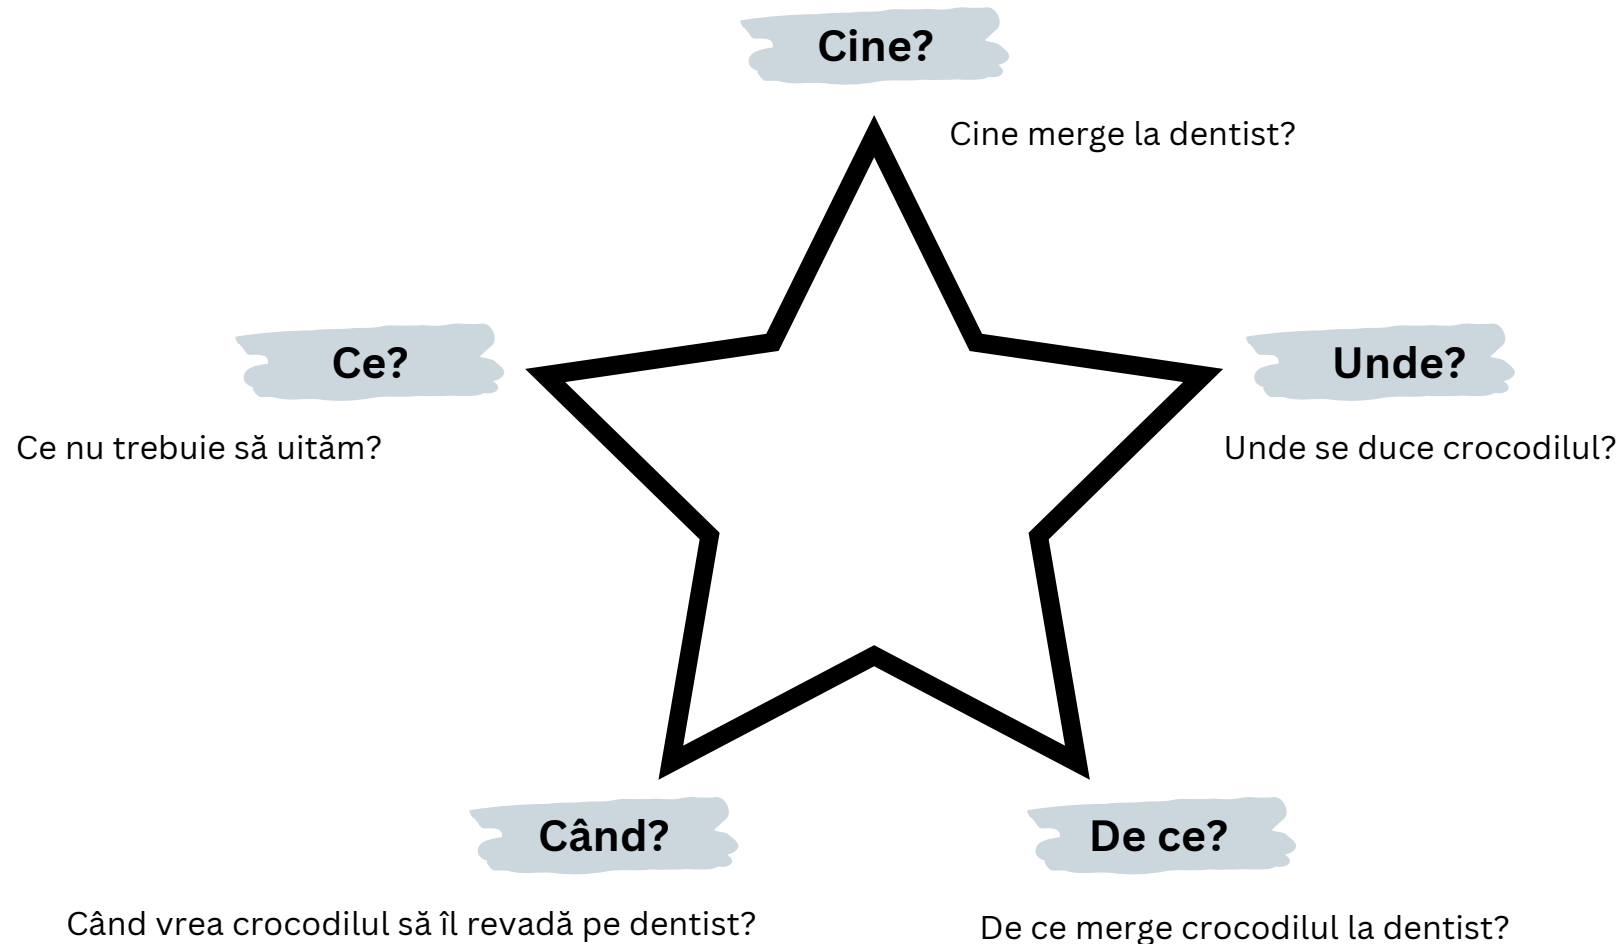 Cine?
Cine merge la dentist?
Ce?
Ce nu trebuie să uităm?
Unde?
Unde se duce crocodilul?
Când?
Când vrea crocodilul să îl revadă pe dentist?
De ce?
De ce merge crocodilul la dentist?